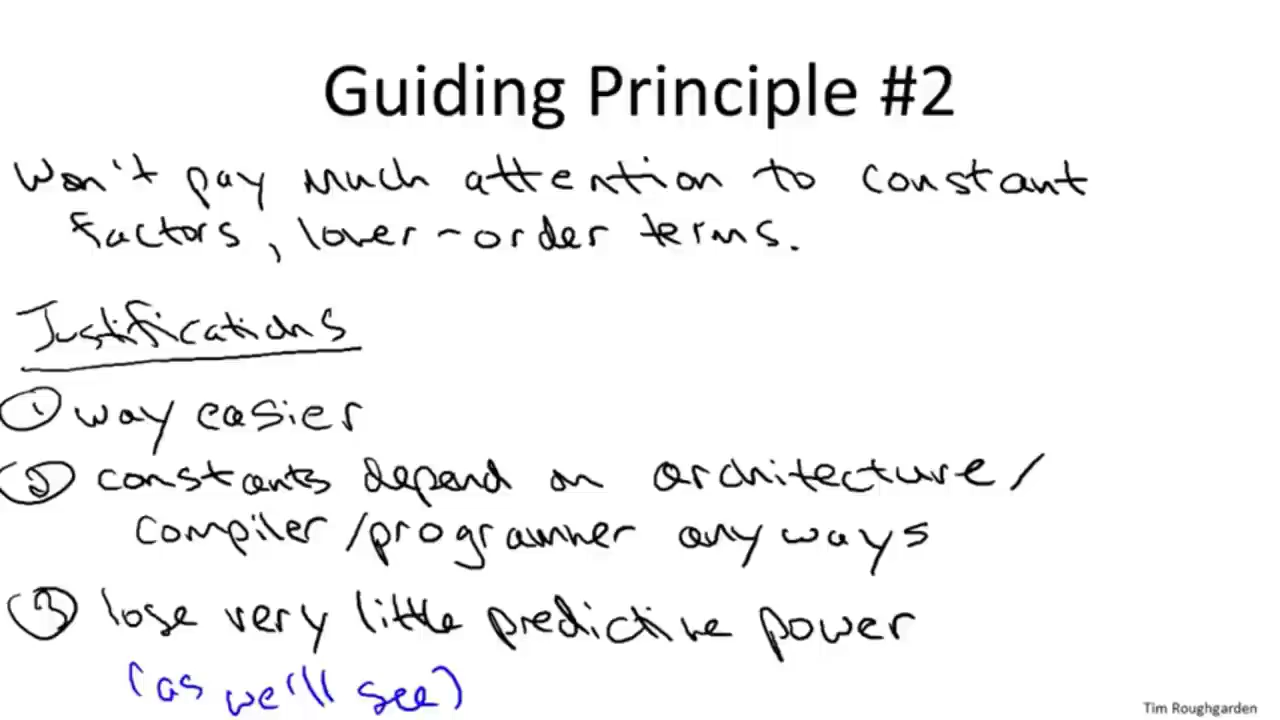 Guiding Principle #2
Won't pay much attention to constant
factors, lower-order terms.
Justifications
① way easier
② constants depend on architecture/
compiler/programmer anyways
③ lose very little predictive power
(as we'll see)
Tim Roughgarden